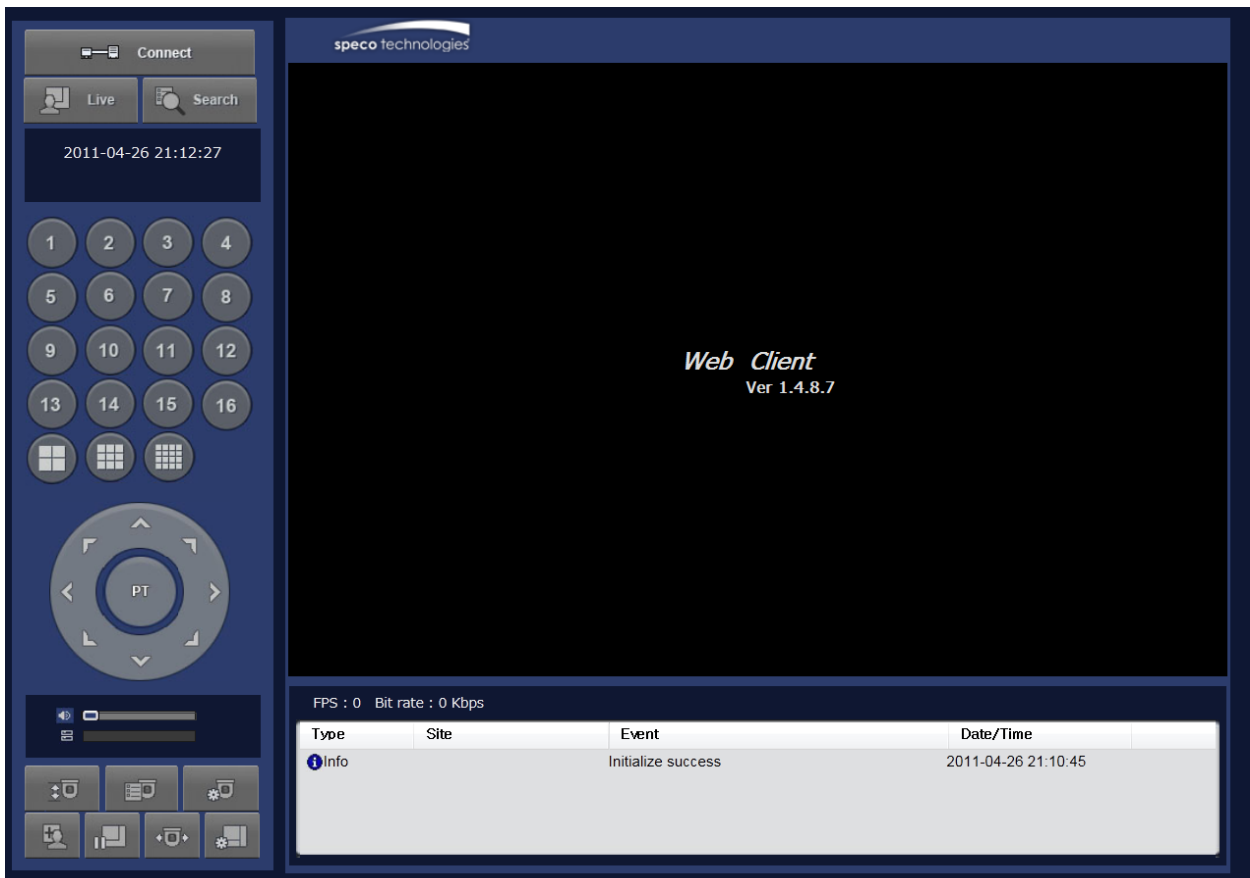 Connect
speco technologies
Live
Search
2011-04-26 21:12:27
1 2 3 4
5 6 7 8
9 10 11 12
13 14 15 16
PT
Web Client
Ver 1.4.8.7
FPS : 0 Bit rate : 0 Kbps
Type Site Event Date/Time
Info Initialize success 2011-04-26 21:10:45